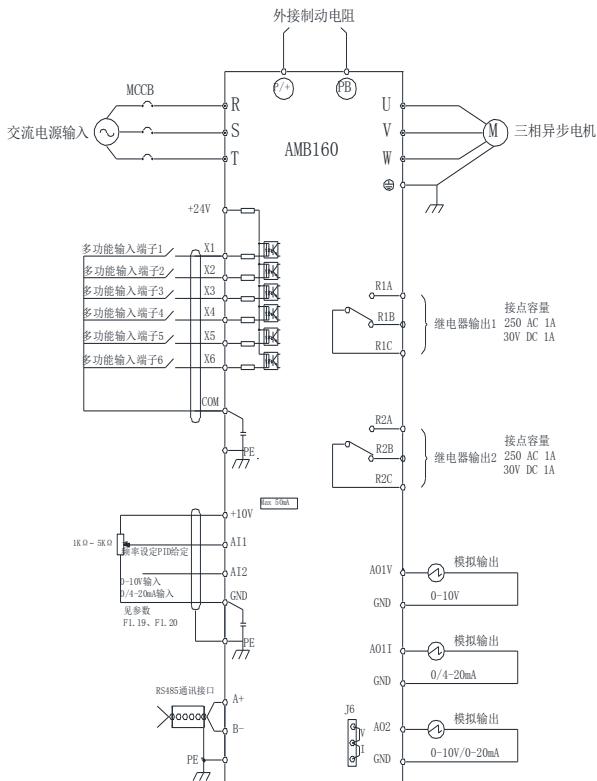 外接制动电阻
P/+
PB
MCCB
R
S
T
交流电源输入
AMB160
U
V
W
M
三相异步电机
+24V
多功能输入端子1
X1
多功能输入端子2
X2
多功能输入端子3
X3
多功能输入端子4
X4
多功能输入端子5
X5
多功能输入端子6
X6
COM
PE
R1A
R1B
R1C
继电器输出1
接点容量
250 AC 1A
30V DC 1A
R2A
R2B
R2C
继电器输出2
接点容量
250 AC 1A
30V DC 1A
Max 50mA
+10V
1KΩ-5KΩ
AI1
频率设定PID给定
AI2
0-10V输入
0/4-20mA输入
GND
见参数
F1.19、F1.20
PE
RS485通讯接口
A+
B-
PE
AO1V
模拟输出
0-10V
GND
AO1I
模拟输出
0/4-20mA
GND
J6
V
I
AO2
模拟输出
0-10V/0-20mA
GND